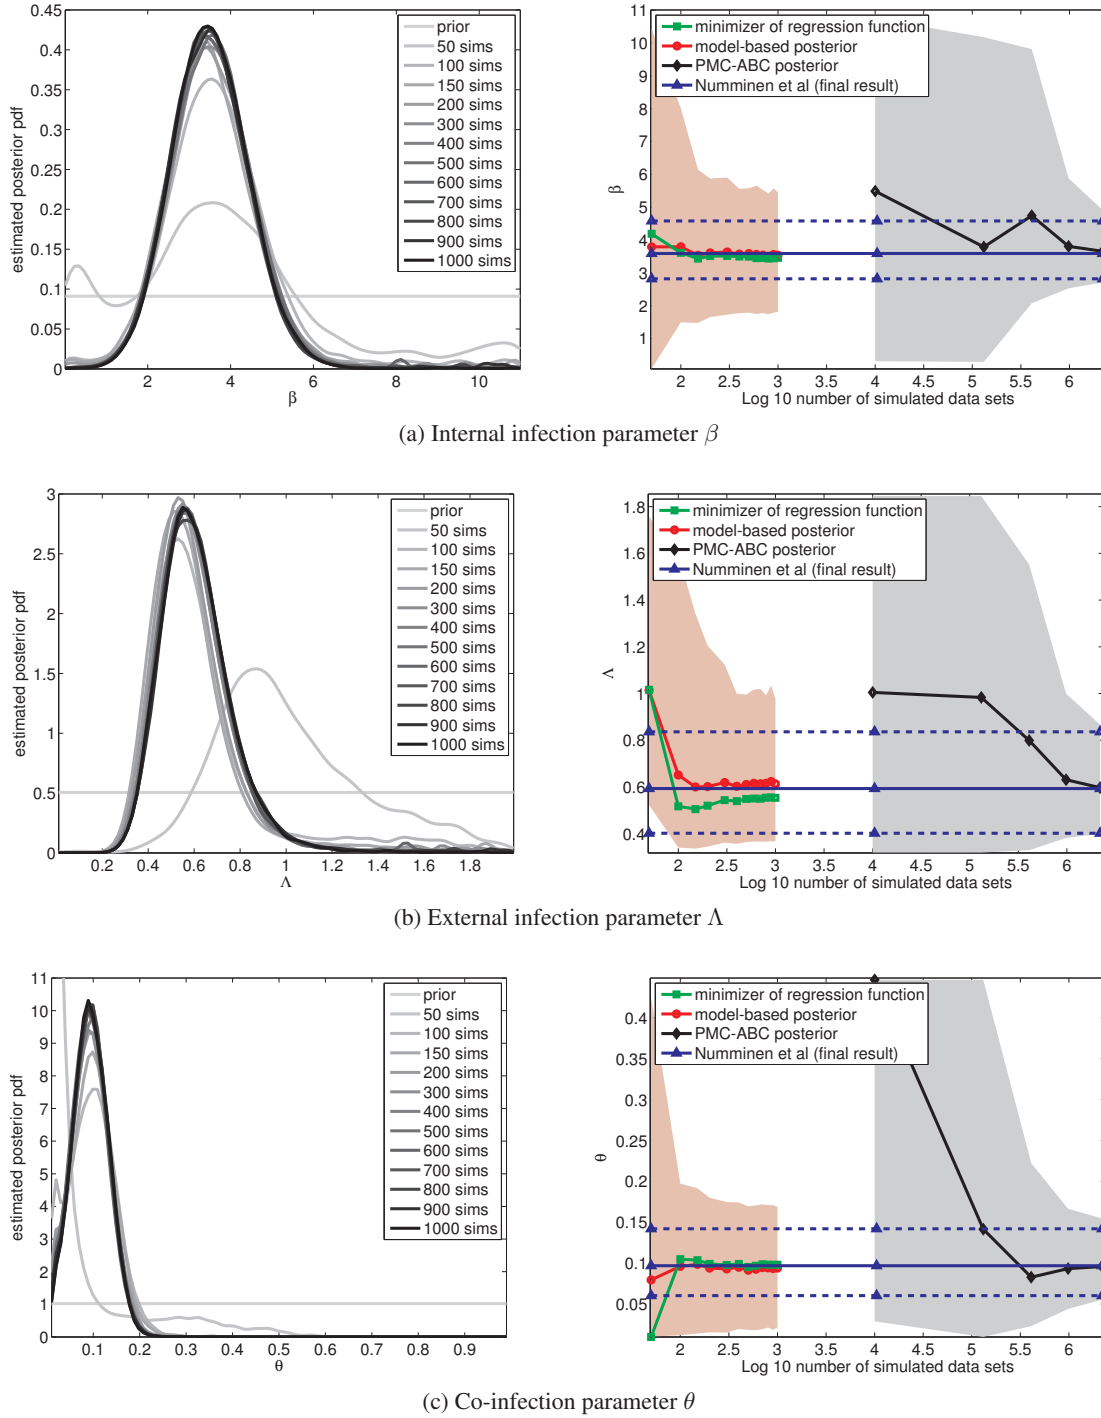 0.45
0.4
0.35
0.3
0.25
0.2
0.15
0.1
0.05
0
estimated posterior pdf
2
4
6
8
10
β
prior
50 sims
100 sims
150 sims
200 sims
300 sims
400 sims
500 sims
600 sims
700 sims
800 sims
900 sims
1000 sims
11
10
9
8
7
6
5
4
3
2
1
β
minimizer of regression function
model-based posterior
PMC-ABC posterior
Numminen et al (final result)
2
2.5
3
3.5
4
4.5
5
5.5
6
Log 10 number of simulated data sets
(a) Internal infection parameter β
3
2.5
2
1.5
1
0.5
0
estimated posterior pdf
0.2
0.4
0.6
0.8
1
1.2
1.4
1.6
1.8
Λ
prior
50 sims
100 sims
150 sims
200 sims
300 sims
400 sims
500 sims
600 sims
700 sims
800 sims
900 sims
1000 sims
1.8
1.6
1.4
1.2
1
0.8
0.6
0.4
Λ
minimizer of regression function
model-based posterior
PMC-ABC posterior
Numminen et al (final result)
2
2.5
3
3.5
4
4.5
5
5.5
6
Log 10 number of simulated data sets
(b) External infection parameter Λ
11
10
9
8
7
6
5
4
3
2
1
0
estimated posterior pdf
0.1
0.2
0.3
0.4
0.5
0.6
0.7
0.8
0.9
θ
prior
50 sims
100 sims
150 sims
200 sims
300 sims
400 sims
500 sims
600 sims
700 sims
800 sims
900 sims
1000 sims
0.4
0.35
0.3
0.25
0.2
0.15
0.1
0.05
θ
minimizer of regression function
model-based posterior
PMC-ABC posterior
Numminen et al (final result)
2
2.5
3
3.5
4
4.5
5
5.5
6
Log 10 number of simulated data sets
(c) Co-infection parameter θ